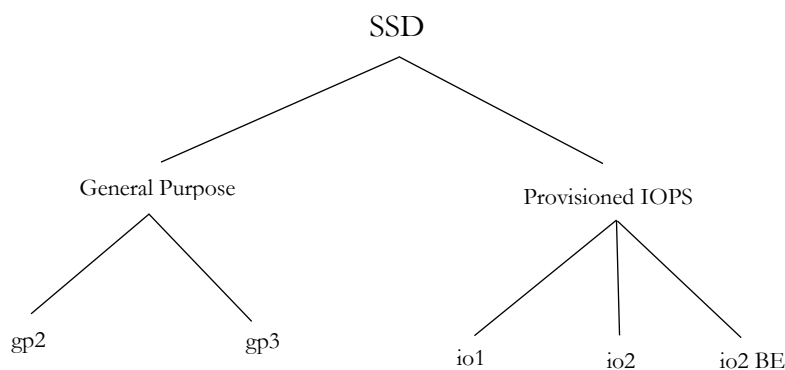 SSD
General Purpose
Provisioned IOPS
gp2
gp3
io1
io2
io2 BE